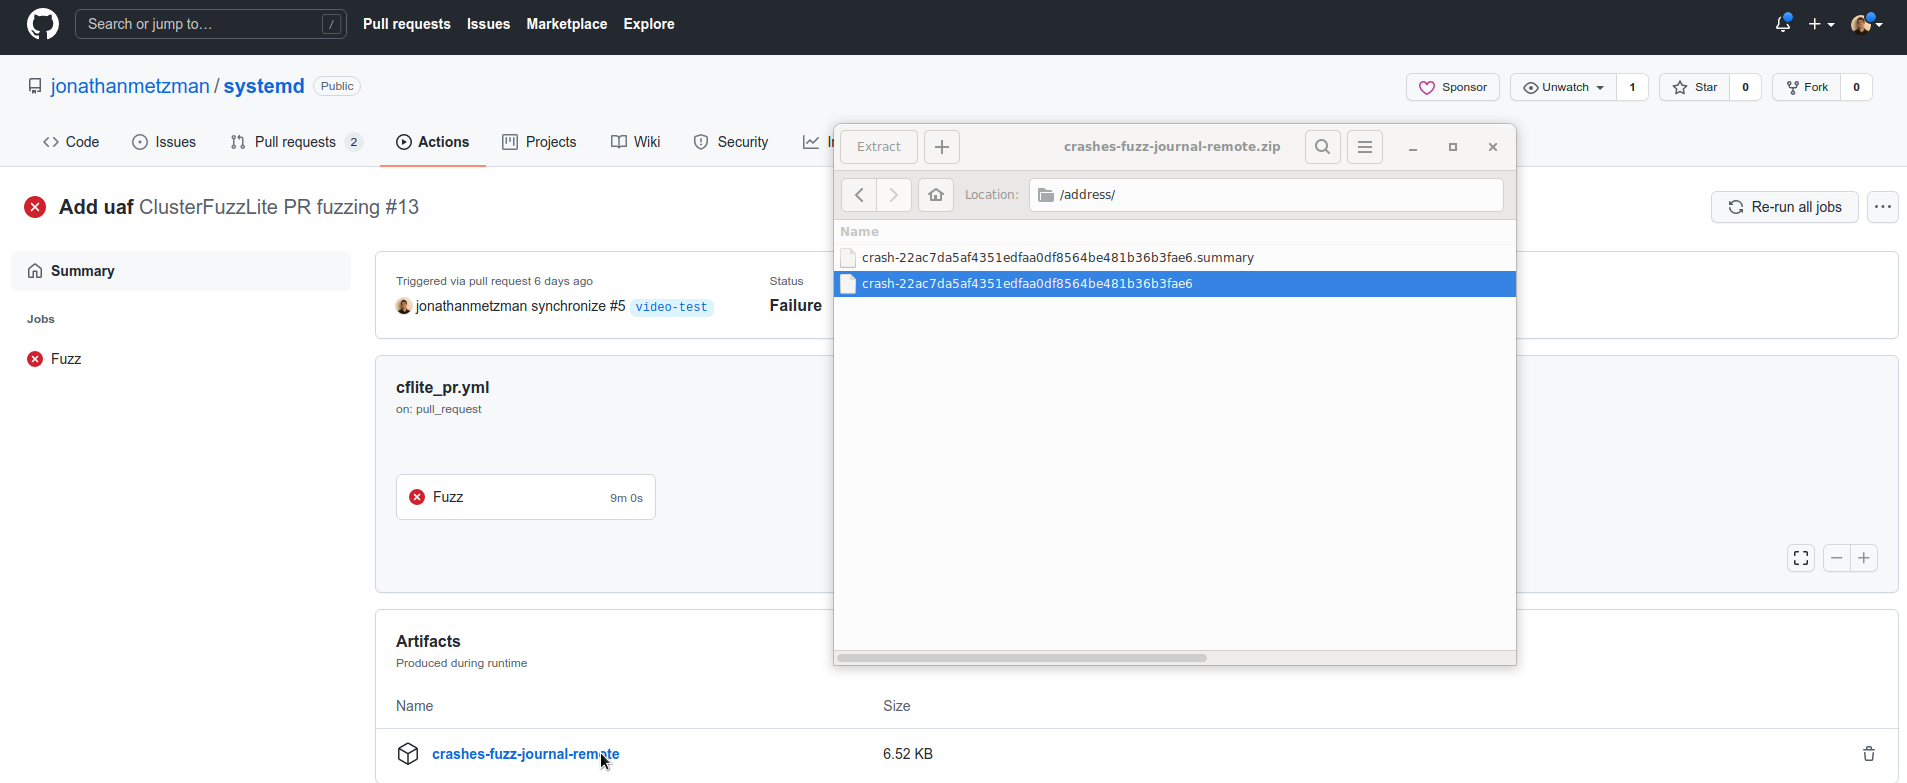 Search or jump to... /
Pull requests Issues Marketplace Explore
jonathanmetzman / systemd Public
Sponsor Unwatch 1 Star 0 Fork 0
Code Issues Pull requests 2 Actions Projects Wiki Security
Add uaf ClusterFuzzLite PR fuzzing #13
Re-run all jobs
Summary
Jobs
Fuzz
Triggered via pull request 6 days ago
jonathanmetzman synchronize #5 video-test
Status
Failure
cflite_pr.yml
on: pull_request
Fuzz 9m 0s
Artifacts
Produced during runtime
Name Size
crashes-fuzz-journal-remote 6.52 KB
Extract crashes-fuzz-journal-remote.zip
Location: /address/
Name
crash-22ac7da5af4351edfaa0df8564be481b36b3fae6.summary
crash-22ac7da5af4351edfaa0df8564be481b36b3fae6